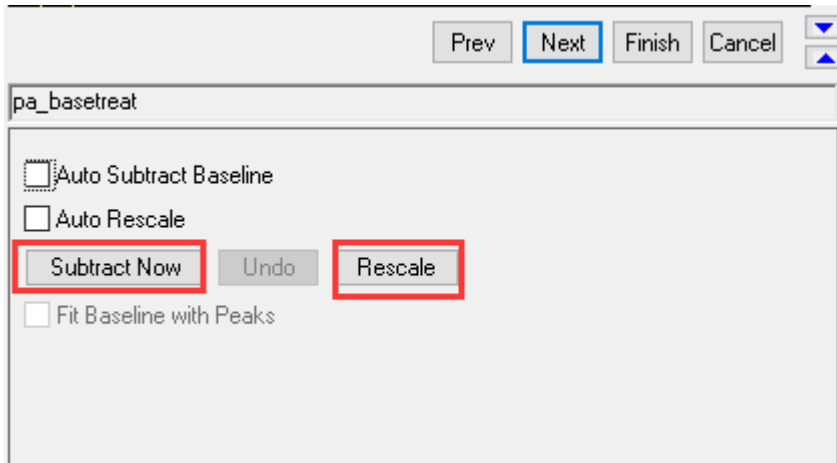 Prev Next Finish Cancel
pa_basetreat
Auto Subtract Baseline
Auto Rescale
Subtract Now Undo Rescale
Fit Baseline with Peaks